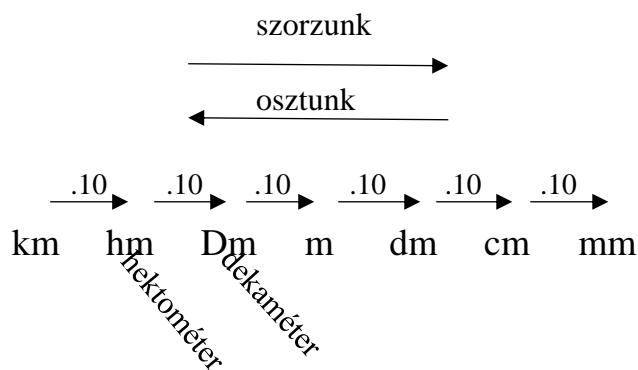 szorzunk
osztunk
.10 .10 .10 .10 .10 .10
km hm Dm m dm cm mm
hektométer
dekaméter